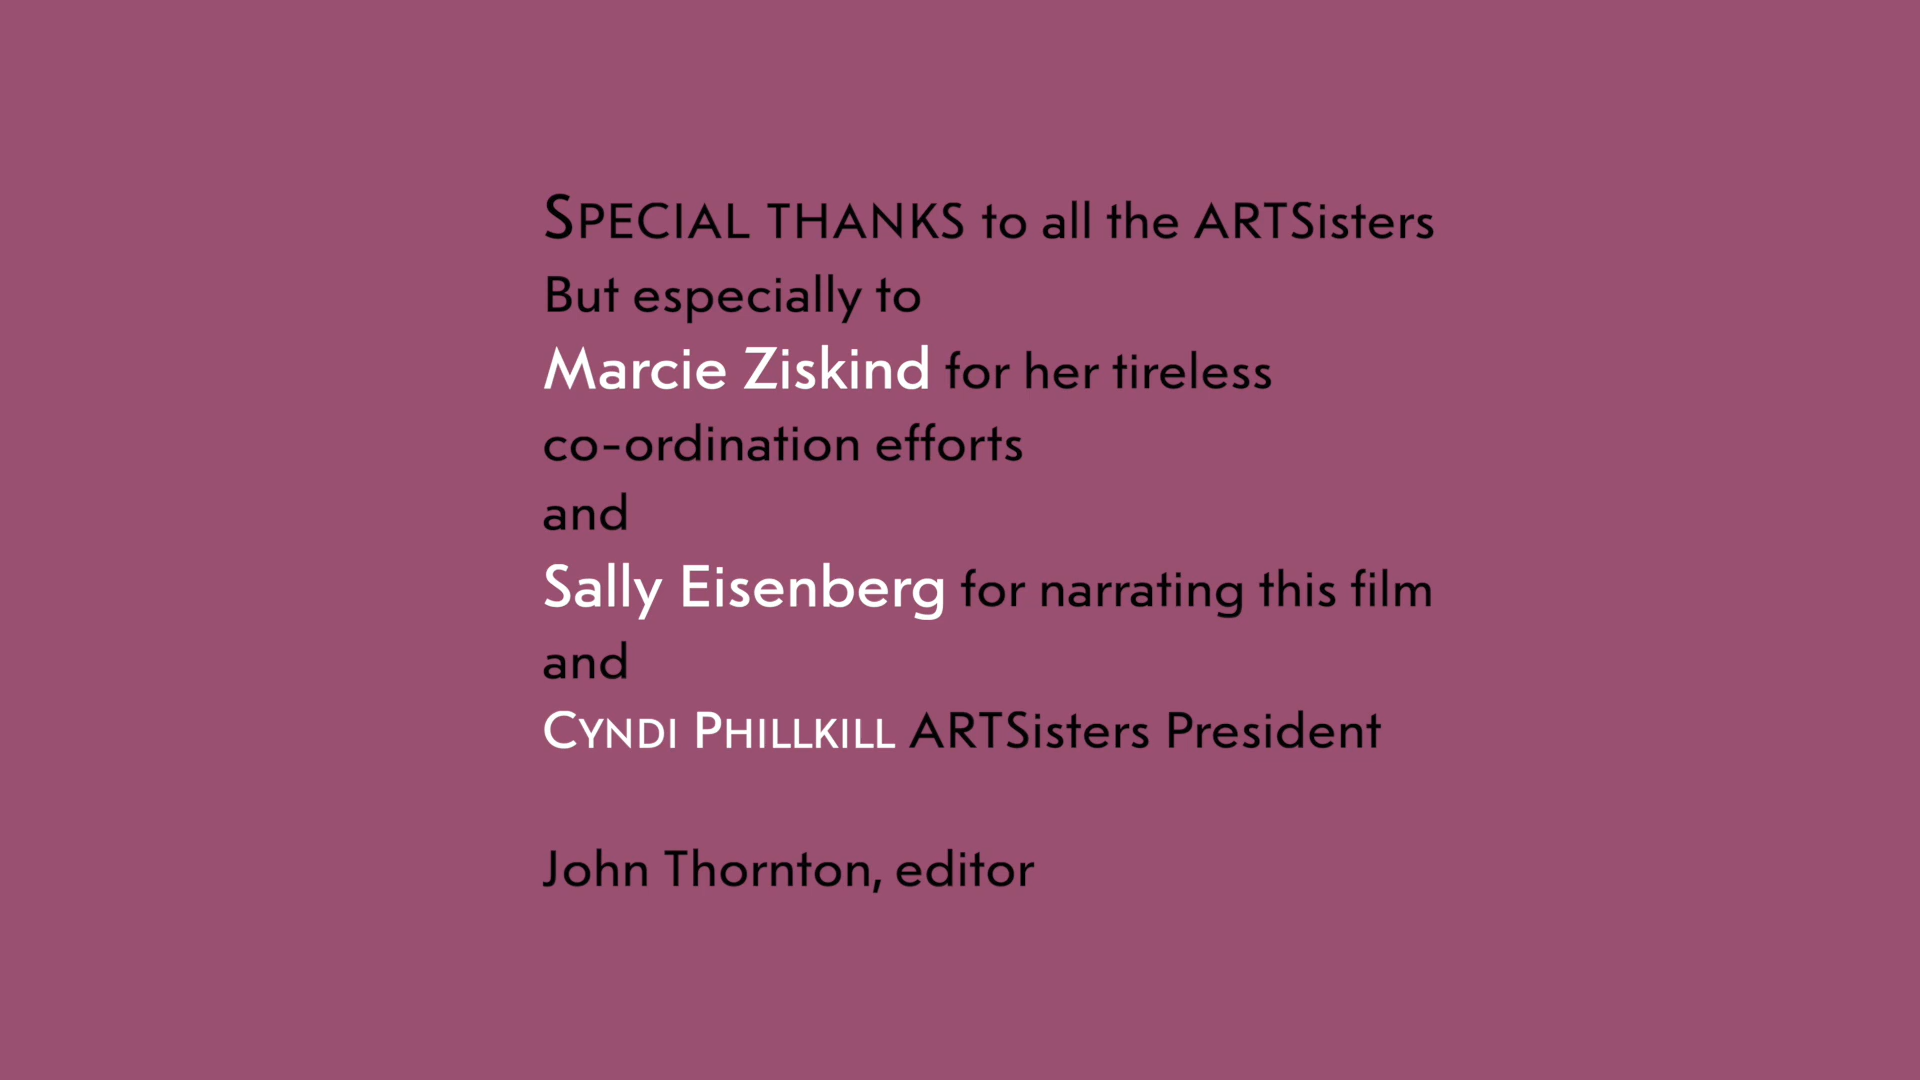 SPECIAL THANKS to all the ARTSisters
But especially to
Marcie Ziskind for her tireless
co-ordination efforts
and
Sally Eisenberg for narrating this film
and
CYNDI PHILLKILL ARTSisters President
John Thornton, editor